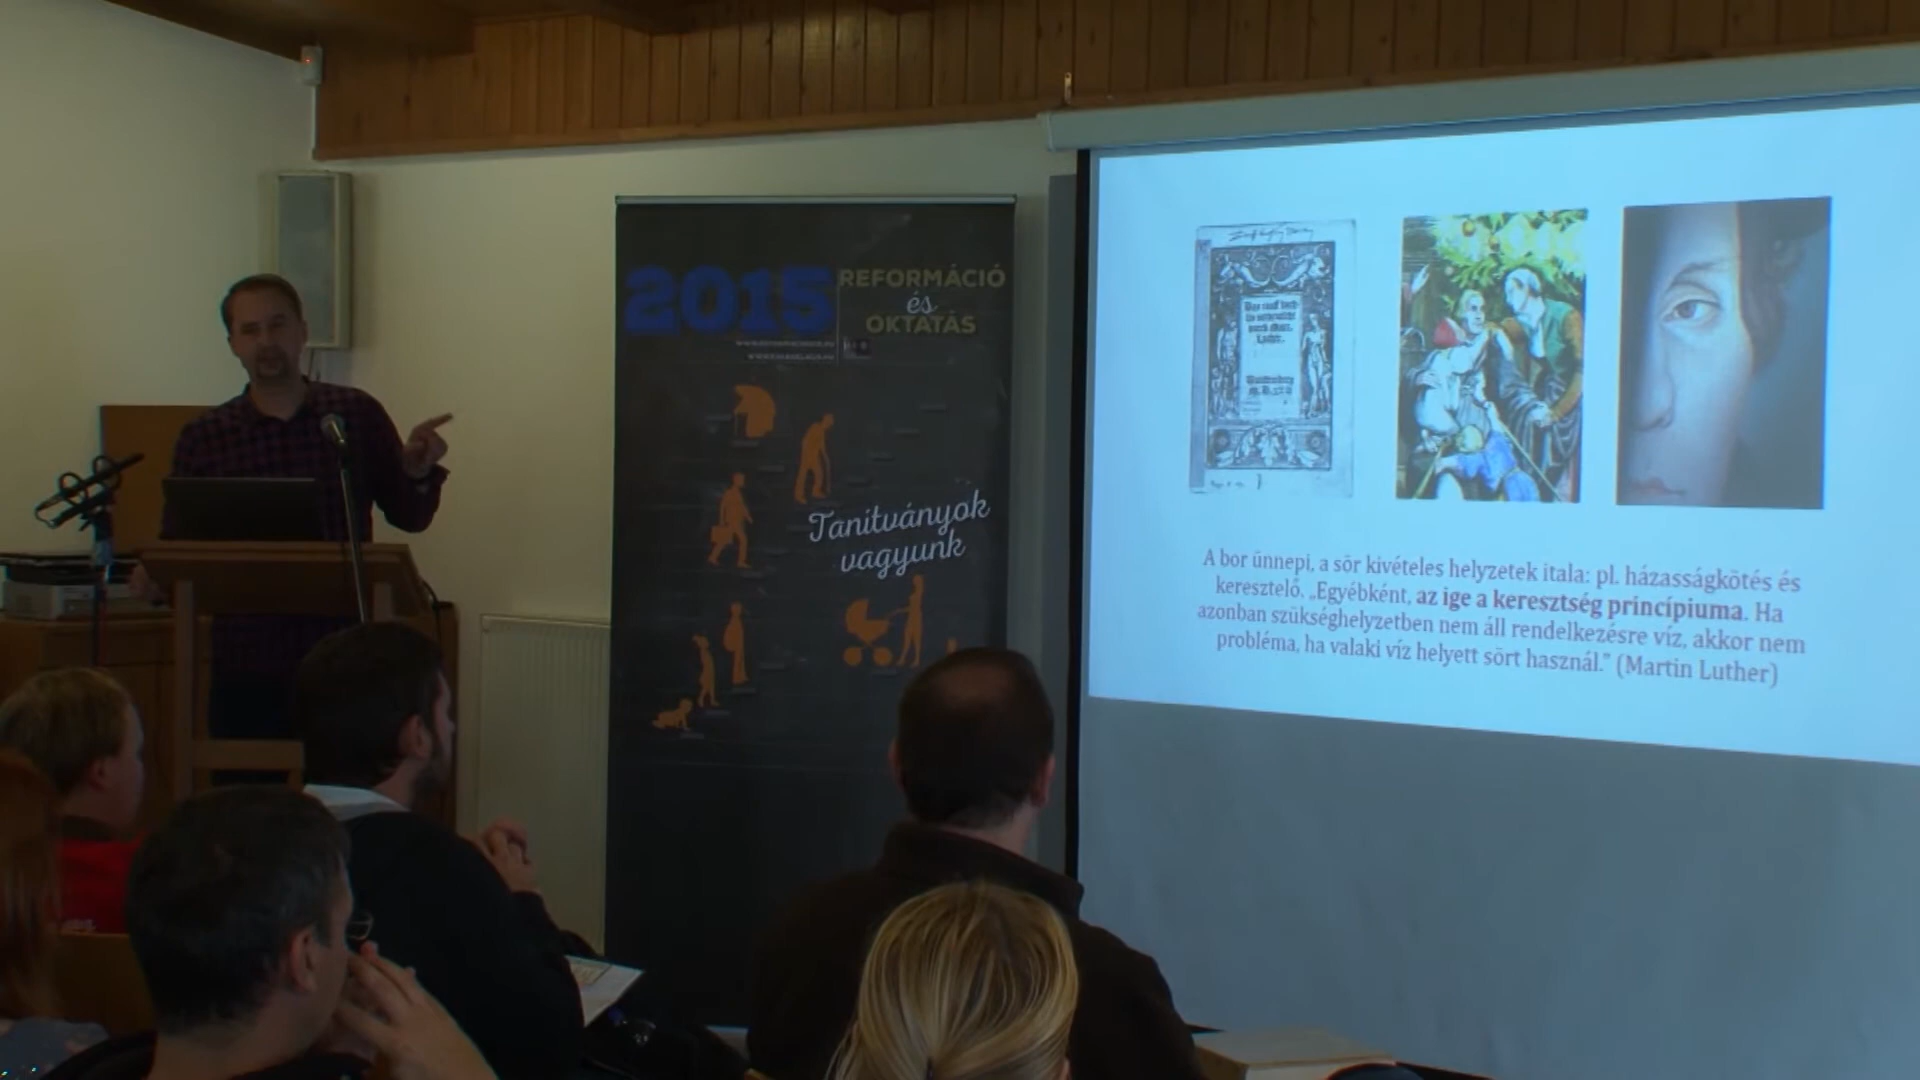 2015
REFORMÁCIÓ
és
OKTATÁS
Tanítványok
vagyunk
A bor ünnepi, a sör kivételes helyzetek itala: pl. házasságkötés és
keresztelő. „Egyébként, az ige a keresztség princípiuma. Ha
azonban szükséghelyzetben nem áll rendelkezésre víz, akkor nem
probléma, ha valaki víz helyett sört használ.” (Martin Luther)